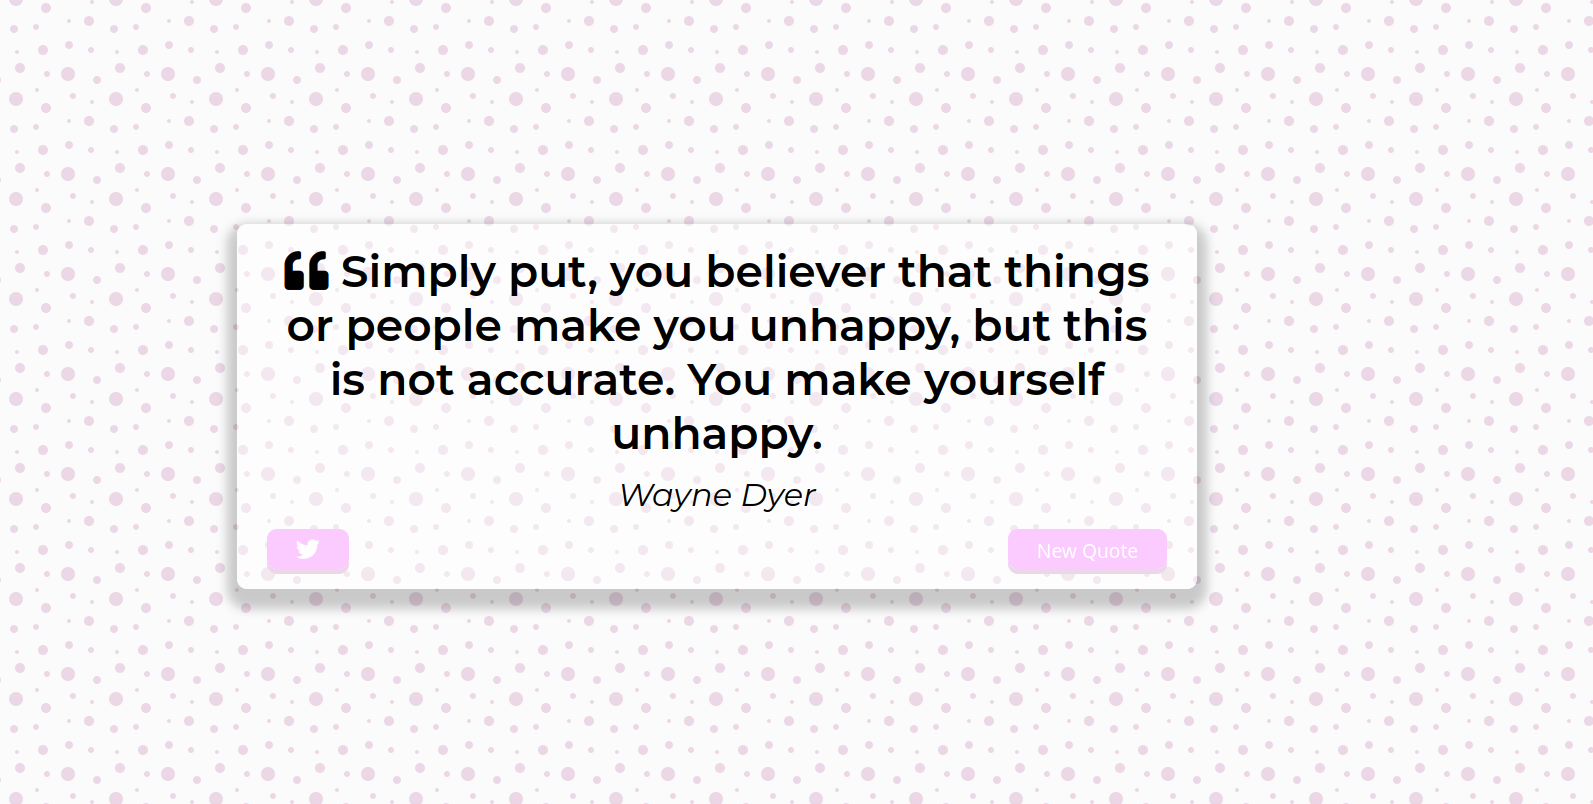 Simply put, you believer that things
or people make you unhappy, but this
is not accurate. You make yourself
unhappy.
Wayne Dyer
New Quote